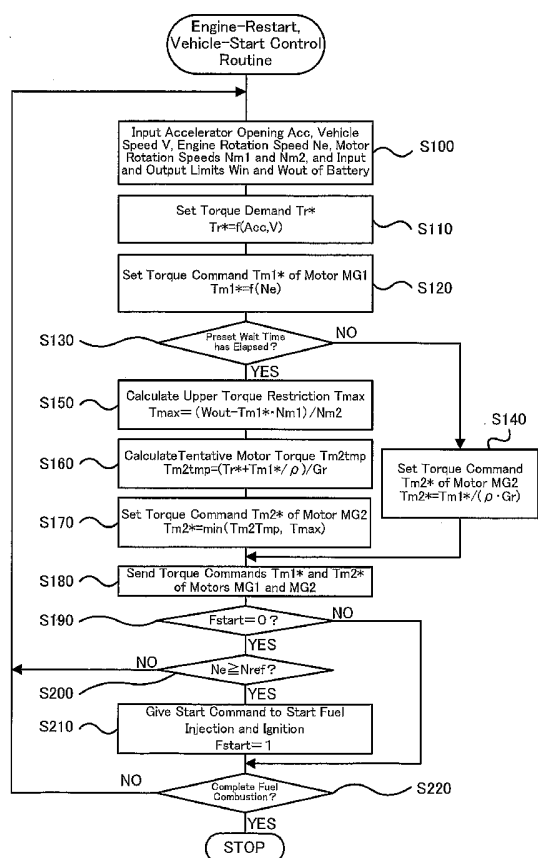 Engine-Restart,
Vehicle-Start Control
Routine
Input Accelerator Opening Acc, Vehicle
Speed V, Engine Rotation Speed Ne, Motor
Rotation Speeds Nm1 and Nm2, and Input
and Output Limits Win and Wout of Battery
S100
Set Torque Demand Tr*
Tr*=f(Acc,V)
S110
Set Torque Command Tm1* of Motor MG1
Tm1*=f(Ne)
S120
S130
Preset Wait Time
has Elapsed?
NO
YES
S150
Calculate Upper Torque Restriction Tmax
Tmax=(Wout-Tm1*·Nm1)/Nm2
S140
Set Torque Command
Tm2* of Motor MG2
Tm2*=Tm1*/(ρ·Gr)
S160
CalculateTentative Motor Torque Tm2tmp
Tm2tmp=(Tr*+Tm1*/ρ)/Gr
S170
Set Torque Command Tm2* of Motor MG2
Tm2*=min(Tm2Tmp, Tmax)
S180
Send Torque Commands Tm1* and Tm2*
of Motors MG1 and MG2
S190
Fstart=0?
NO
YES
NO
Ne≧Nref?
S200
YES
S210
Give Start Command to Start Fuel
Injection and Ignition
Fstart=1
NO
Complete Fuel
Combustion?
S220
YES
STOP